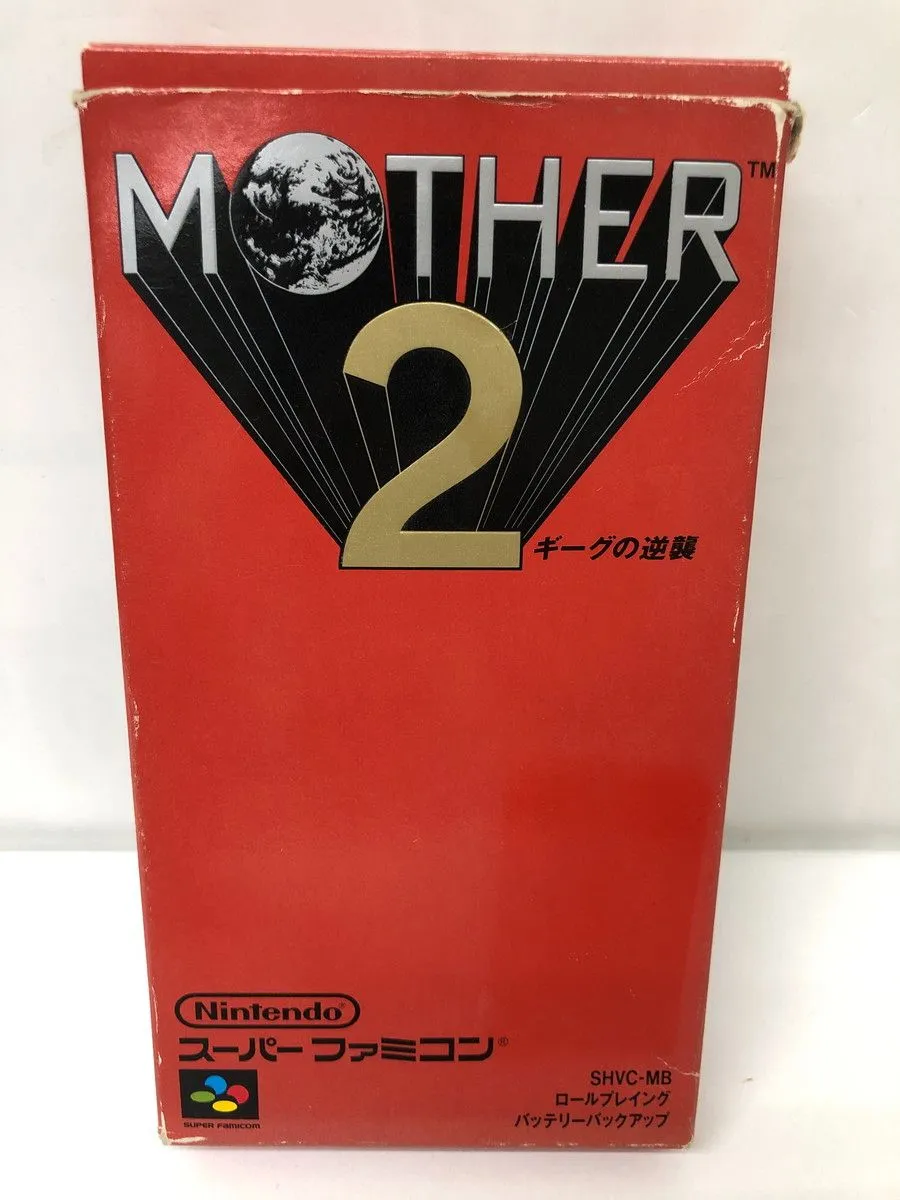 MOTHER™
2
ギーグの逆襲
Nintendo®
スーパーファミコン®
SUPER FAMICOM
SHVC-MB
ロールプレイング
バッテリーバックアップ